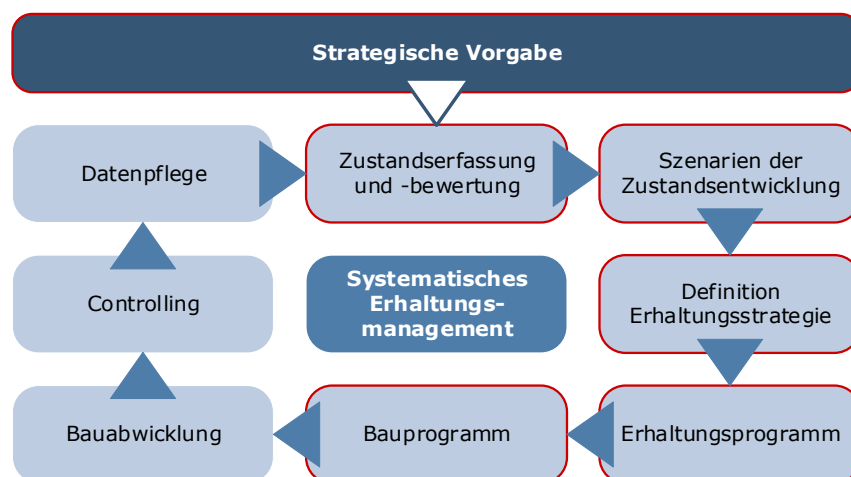 Strategische Vorgabe
Datenpflege
Zustandserfassung
und -bewertung
Szenarien der
Zustandsentwicklung
Controlling
Systematisches
Erhaltungs-
management
Definition
Erhaltungsstrategie
Bauabwicklung
Bauprogramm
Erhaltungsprogramm